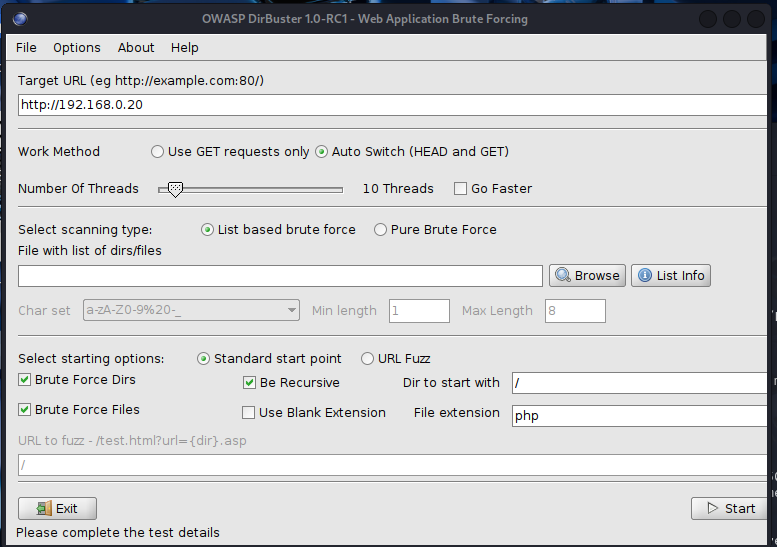 OWASP DirBuster 1.0-RC1 - Web Application Brute Forcing
File Options About Help
Target URL (eg http://example.com:80/)
http://192.168.0.20
Work Method Use GET requests only Auto Switch (HEAD and GET)
Number Of Threads 10 Threads Go Faster
Select scanning type: List based brute force Pure Brute Force
File with list of dirs/files
Browse List Info
Char set a-zA-Z0-9%20-_ Min length 1 Max Length 8
Select starting options: Standard start point URL Fuzz
Brute Force Dirs Be Recursive Dir to start with /
Brute Force Files Use Blank Extension File extension php
URL to fuzz - /test.html?url={dir}.asp
/
Exit Start
Please complete the test details